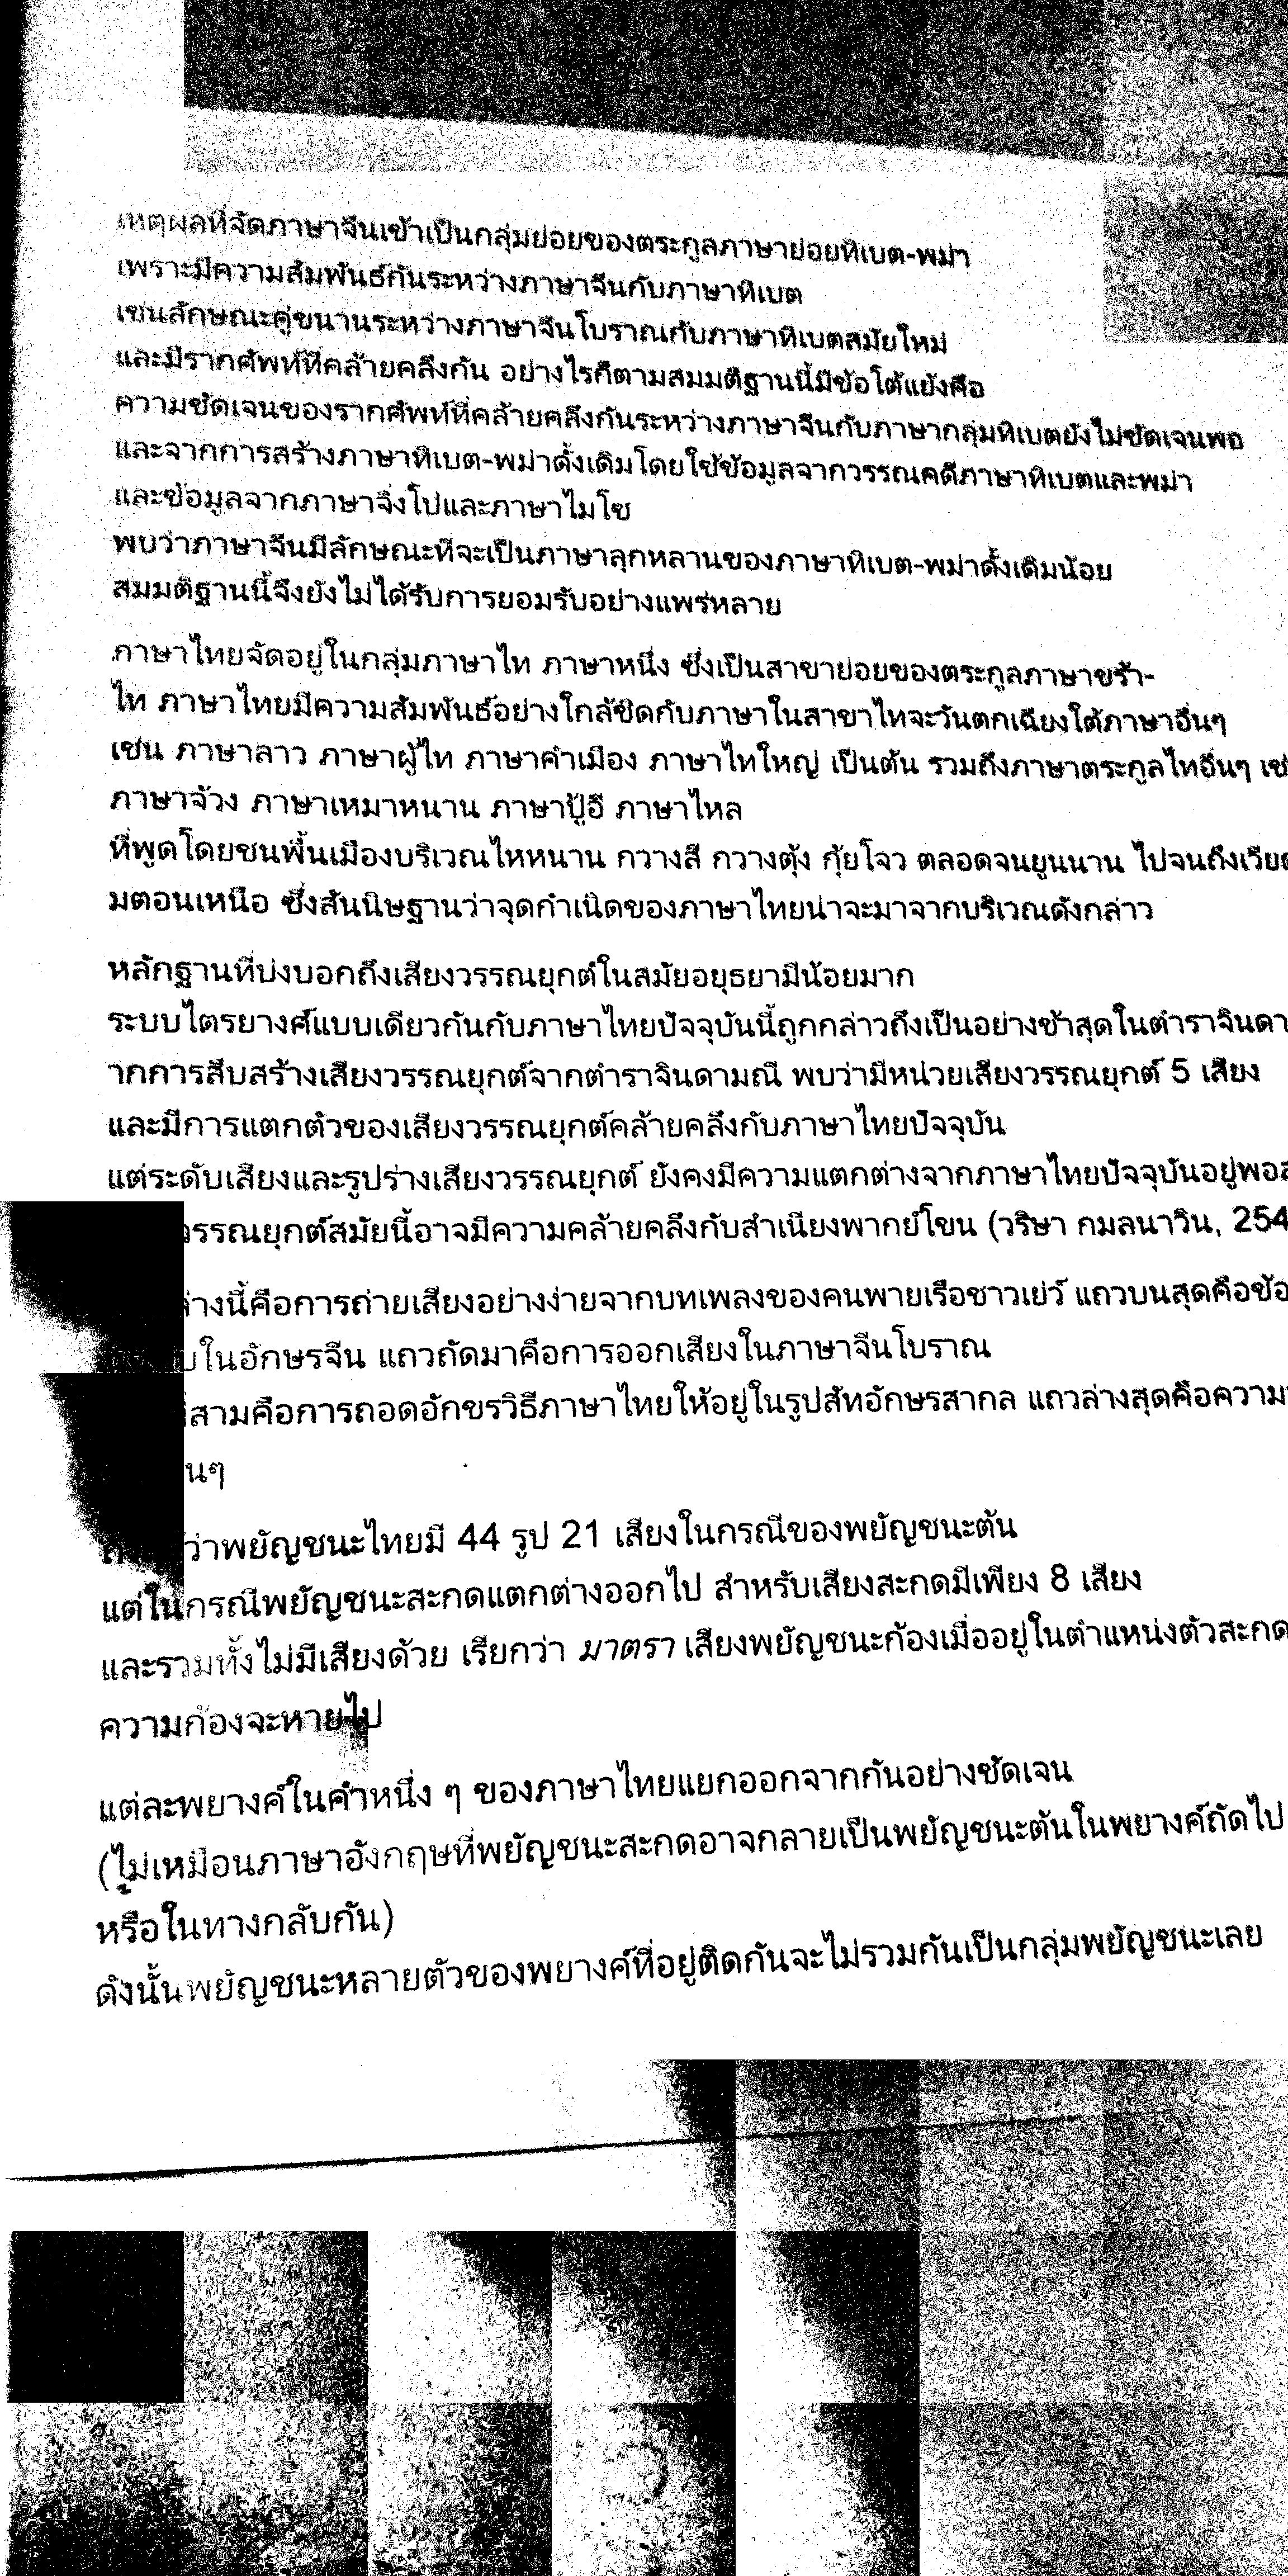 เหตุผลที่จัดภาษาจีนเข้าเป็นกลุ่มย่อยของตระกูลภาษาย่อยทิเบต-พม่า
เพราะมีความสัมพันธ์กันระหว่างภาษาจีนกับภาษาทิเบต
เช่นลักษณะคู่ขนานระหว่างภาษาจีนโบราณกับภาษาทิเบตสมัยใหม่
และมีรากศัพท์ที่คล้ายคลึงกัน อย่างไรก็ตามสมมติฐานนี้มีข้อโต้แย้งคือ
ความชัดเจนของรากศัพท์ที่คล้ายคลึงกันระหว่างภาษาจีนกับภาษากลุ่มทิเบตยังไม่ชัดเจนพอ
และจากการสร้างภาษาทิเบต-พม่าดั้งเดิมโดยใช้ข้อมูลจากวรรณคดีภาษาทิเบตและพม่า
และข้อมูลจากภาษาจิ่งโปและภาษาไมโซ
พบว่าภาษาจีนมีลักษณะที่จะเป็นภาษาลุกหลานของภาษาทิเบต-พม่าดั้งเดิมน้อย
สมมติฐานนี้จึงยังไม่ได้รับการยอมรับอย่างแพร่หลาย
ภาษาไทยจัดอยู่ในกลุ่มภาษาไท ภาษาหนึ่ง ซึ่งเป็นสาขาย่อยของตระกูลภาษาขร้า-
ไท ภาษาไทยมีความสัมพันธ์อย่างใกล้ชิดกับภาษาในสาขาไทจะวันตกเฉียงใต้ภาษาอื่นๆ
เช่น ภาษาลาว ภาษาผู้ไท ภาษาคำเมือง ภาษาไทใหญ่ เป็นต้น รวมถึงภาษาตระกูลไทอื่นๆ
ภาษาจ้วง ภาษาเหมาหนาน ภาษาปู้อี ภาษาไหล
ที่พูดโดยชนพื้นเมืองบริเวณไหหนาน กวางสี กวางตุ้ง กุ้ยโจว ตลอดจนยูนนาน ไปจนถึงเวีย
มตอนเหนือ ซึ่งสันนิษฐานว่าจุดกำเนิดของภาษาไทยน่าจะมาจากบริเวณดังกล่าว
หลักฐานที่บ่งบอกถึงเสียงวรรณยุกต์ในสมัยอยุธยามีน้อยมาก
ระบบไตรยางศ์แบบเดียวกันกับภาษาไทยปัจจุบันนี้ถูกกล่าวถึงเป็นอย่างช้าสุดในตำราจินดา
ากการสืบสร้างเสียงวรรณยุกต์จากตำราจินดามณี พบว่ามีหน่วยเสียงวรรณยุกต์ 5 เสียง
และมีการแตกตัวของเสียงวรรณยุกต์คล้ายคลึงกับภาษาไทยปัจจุบัน
แต่ระดับเสียงและรูปร่างเสียงวรรณยุกต์ ยังคงมีความแตกต่างจากภาษาไทยปัจจุบันอยู่พอ
วรรณยุกต์สมัยนี้อาจมีความคล้ายคลึงกับสำเนียงพากย์โขน (วริษา กมลนาวิน, 254
ล่างนี้คือการถ่ายเสียงอย่างง่ายจากบทเพลงของคนพายเรือชาวเย่ว์ แถวบนสุดคือข้อ
ในอักษรจีน แถวถัดมาคือการออกเสียงในภาษาจีนโบราณ
สามคือการถอดอักขรวิธีภาษาไทยให้อยู่ในรูปสัทอักษรสากล แถวล่างสุดคือความ
นๆ
ว่าพยัญชนะไทยมี 44 รูป 21 เสียงในกรณีของพยัญชนะต้น
แต่ในกรณีพยัญชนะสะกดแตกต่างออกไป สำหรับเสียงสะกดมีเพียง 8 เสียง
และรวมทั้งไม่มีเสียงด้วย เรียกว่า มาตรา เสียงพยัญชนะก้องเมื่ออยู่ในตำแหน่งตัวสะกด
ความก้องจะหายไป
แต่ละพยางค์ในคำหนึ่ง ๆ ของภาษาไทยแยกออกจากกันอย่างชัดเจน
(ไม่เหมือนภาษาอังกฤษที่พยัญชนะสะกดอาจกลายเป็นพยัญชนะต้นในพยางค์ถัดไป
หรือในทางกลับกัน)
ดังนั้นพยัญชนะหลายตัวของพยางค์ที่อยู่ติดกันจะไม่รวมกันเป็นกลุ่มพยัญชนะเลย